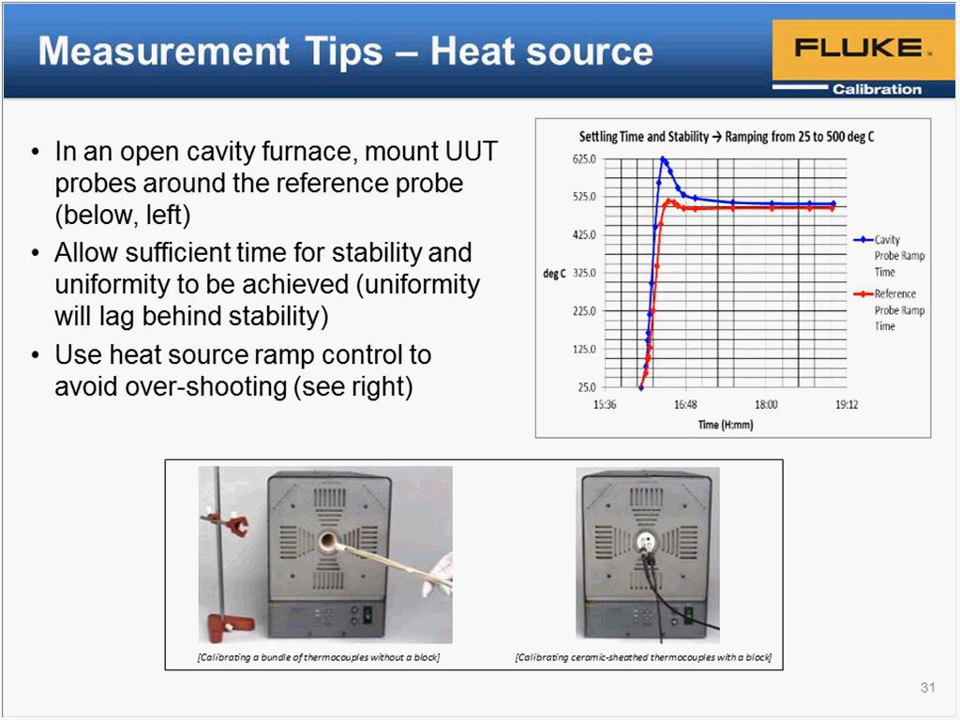 Measurement Tips – Heat source
FLUKE
Calibration
• In an open cavity furnace, mount UUT
probes around the reference probe
(below, left)
• Allow sufficient time for stability and
uniformity to be achieved (uniformity
will lag behind stability)
• Use heat source ramp control to
avoid over-shooting (see right)
Settling Time and Stability → Ramping from 25 to 500 deg C
625.0
525.0
425.0
deg C 325.0
225.0
125.0
25.0
15:36 16:48 18:00 19:12
Time (H:mm)
Cavity
Probe Ramp
Time
Reference
Probe Ramp
Time
[Calibrating a bundle of thermocouples without a block]
[Calibrating ceramic-sheathed thermocouples with a block]
31